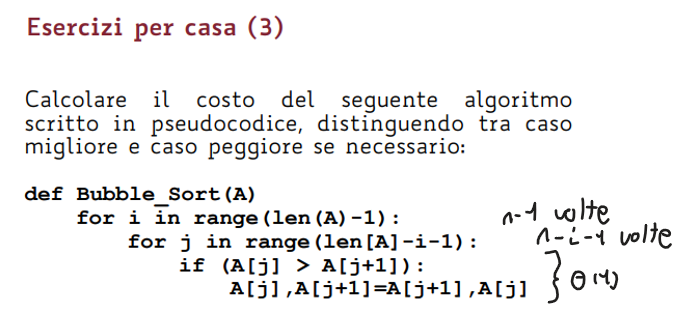 Esercizi per casa (3)
Calcolare il costo del seguente algoritmo
scritto in pseudocodice, distinguendo tra caso
migliore e caso peggiore se necessario:
def Bubble_Sort(A)
for i in range(len(A)-1): n-1 volte
for j in range(len[A]-i-1): n-i-1 volte
if (A[j] > A[j+1]):
A[j],A[j+1]=A[j+1],A[j] } Θ(1)